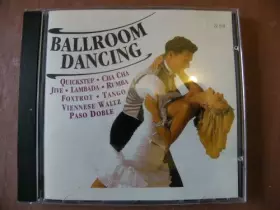 BALLROOM
DANCING
QUICKSTEP • CHA CHA
JIVE • LAMBADA • RUMBA
FOXTROT • TANGO
VIENNESE WALTZ
PASO DOBLE